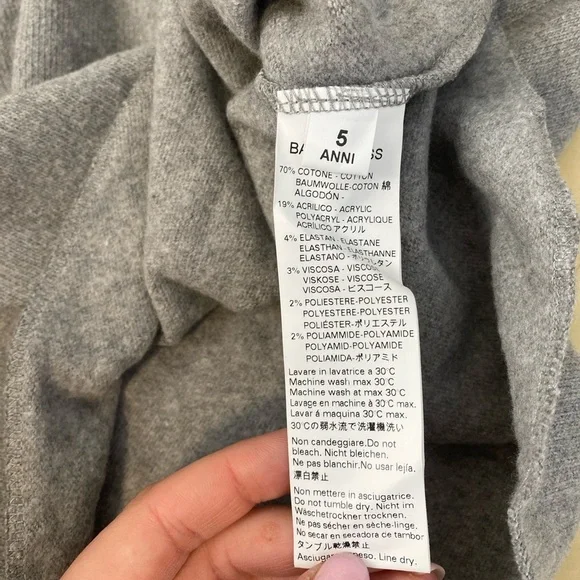 5
ANNI
70% COTONE - COTTON
BAUMWOLLE-COTON 綿
ALGODÓN -
19% ACRILICO - ACRYLIC
POLYACRYL - ACRYLIQUE
ACRÍLICO アクリル
4% ELASTAN - ELASTANE
ELASTHAN - ELASTHANNE
ELASTANO - ポリウレタン
3% VISCOSA - VISCOSE
VISKOSE - VISCOSE
VISCOSA - ビスコース
2% POLIESTERE-POLYESTER
POLYESTERE-POLYESTER
POLIÉSTER-ポリエステル
2% POLIAMMIDE-POLYAMIDE
POLYAMID-POLYAMIDE
POLIAMIDA-ポリアミド
Lavare in lavatrice a 30°C
Machine wash max 30°C
Machine wash at max 30°C
Lavage en machine à 30°C max.
Lavar á maquina 30°C max.
30°Cの弱水流で洗濯機洗い
Non candeggiare.Do not
bleach. Nicht bleichen.
Ne pas blanchir.No usar lejía.
漂白禁止
Non mettere in asciugatrice.
Do not tumble dry. Nicht im
Wäschetrockner trocknen.
Ne pas sécher en sèche-linge.
No secar en secadora de tambor
タンブル乾燥禁止
Line dry.